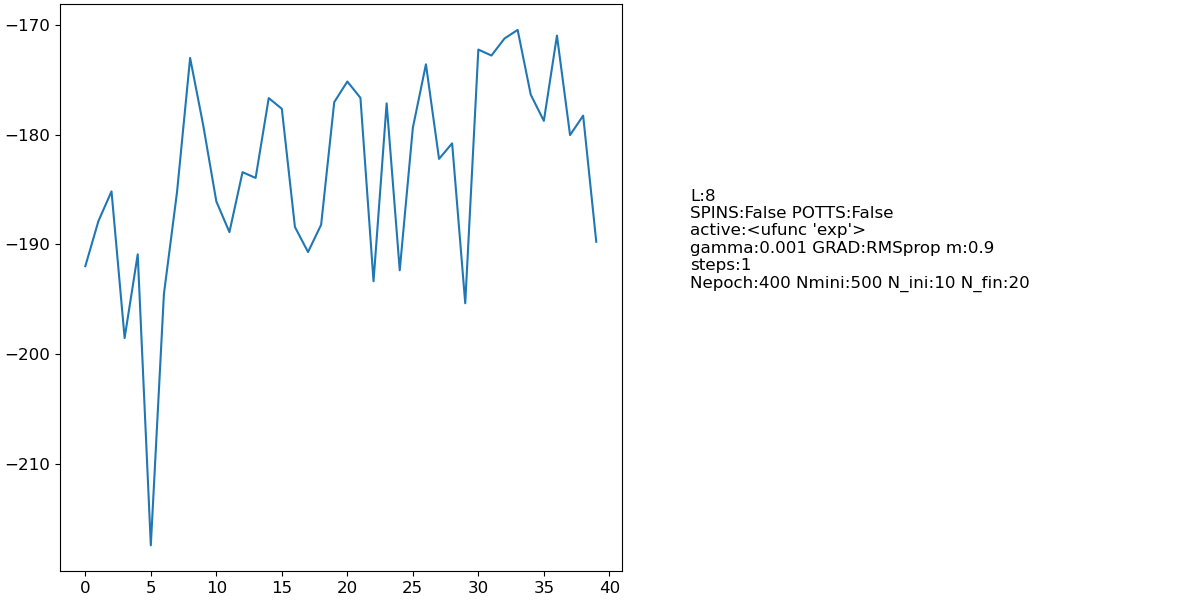 −170
−180
−190
−200
−210
0 5 10 15 20 25 30 35 40
L:8
SPINS:False POTTS:False
active:<ufunc 'exp'>
gamma:0.001 GRAD:RMSprop m:0.9
steps:1
Nepoch:400 Nmini:500 N_ini:10 N_fin:20